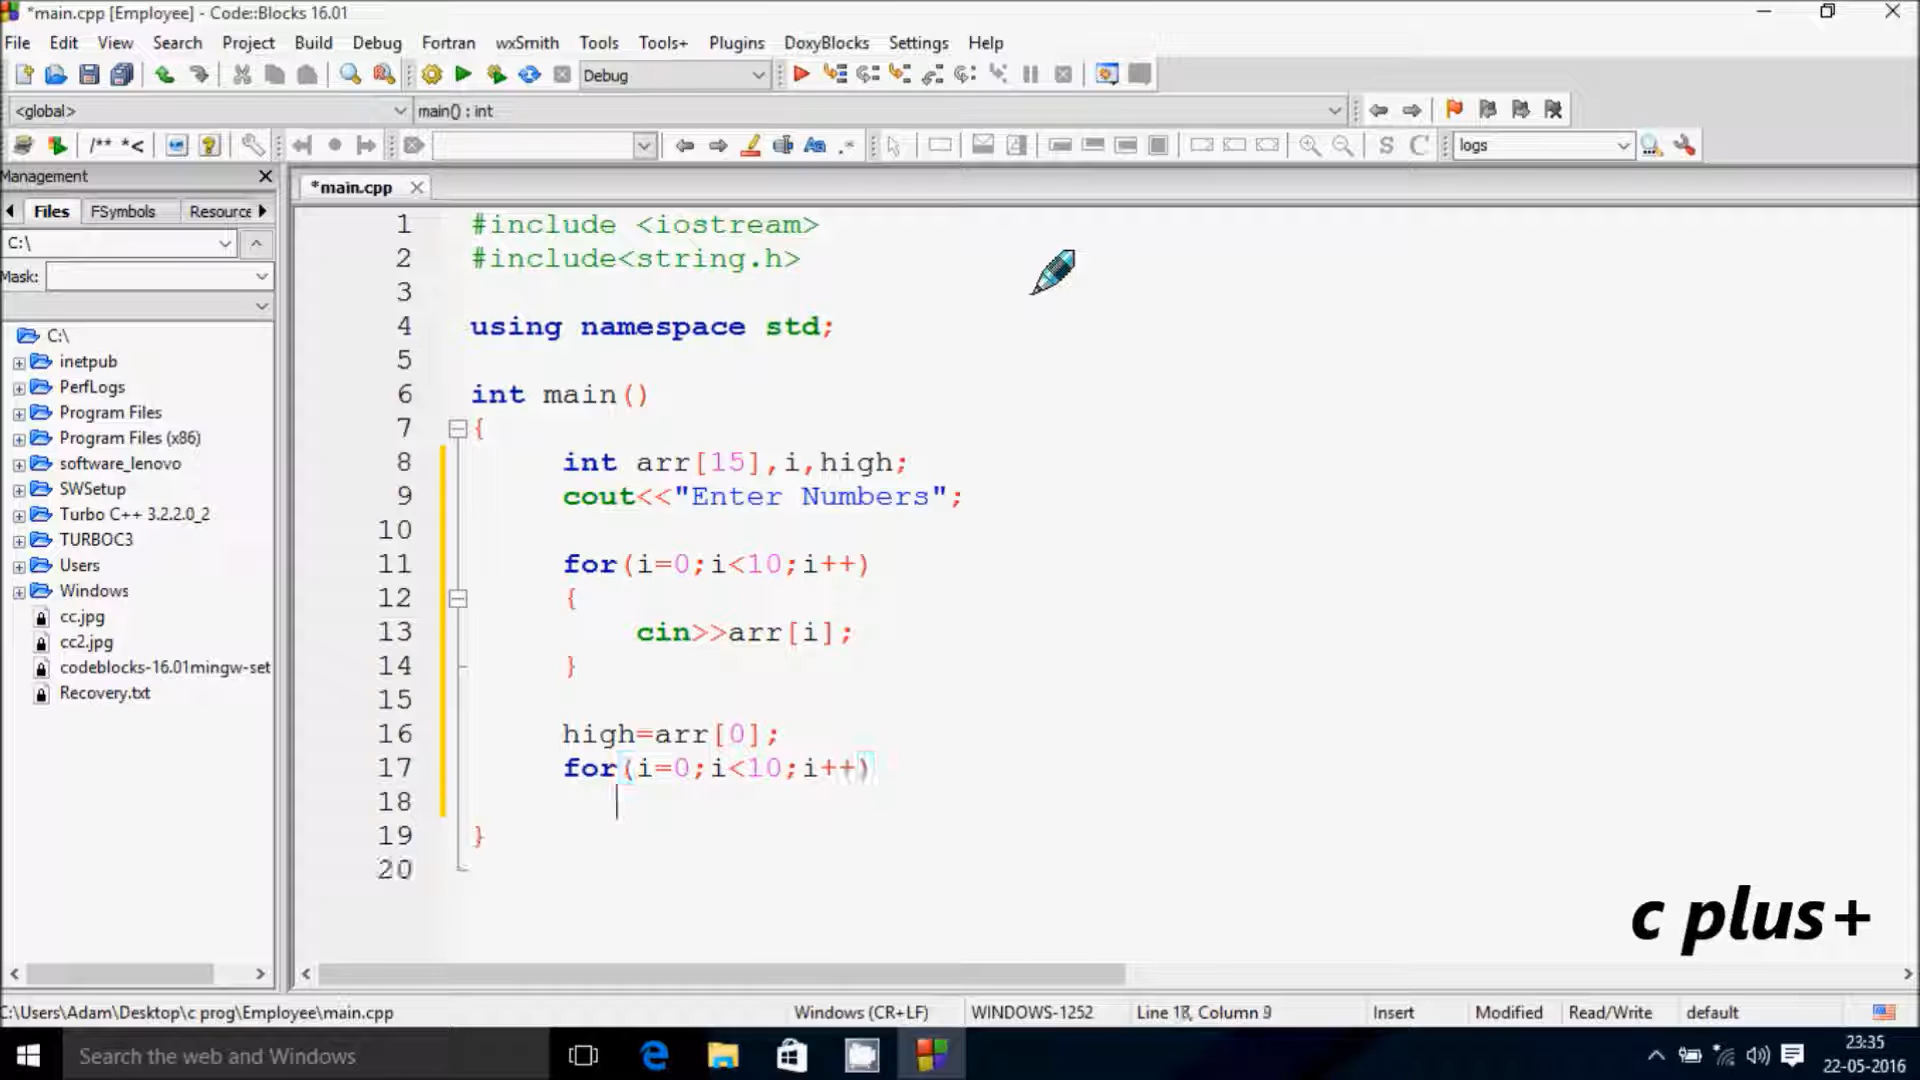 *main.cpp [Employee] - Code::Blocks 16.01
File Edit View Search Project Build Debug Fortran wxSmith Tools Tools+ Plugins DoxyBlocks Settings Help
Debug
<global> main() : int
/** *< logs
Management
*main.cpp
Files FSymbols Resource
C:\
Mask:
C:\
inetpub
PerfLogs
Program Files
Program Files (x86)
software_lenovo
SWSetup
Turbo C++ 3.2.2.0_2
TURBOC3
Users
Windows
cc.jpg
cc2.jpg
codeblocks-16.01mingw-set
Recovery.txt
1 #include <iostream>
2 #include<string.h>
3
4 using namespace std;
5
6 int main()
7 {
8 int arr[15],i,high;
9 cout<<"Enter Numbers";
10
11 for(i=0;i<10;i++)
12 {
13 cin>>arr[i];
14 }
15
16 high=arr[0];
17 for(i=0;i<10;i++)
18
19 }
20
c plus+
C:\Users\Adam\Desktop\c prog\Employee\main.cpp Windows (CR+LF) WINDOWS-1252 Line 18, Column 9 Insert Modified Read/Write default
Search the web and Windows
23:35
22-05-2016